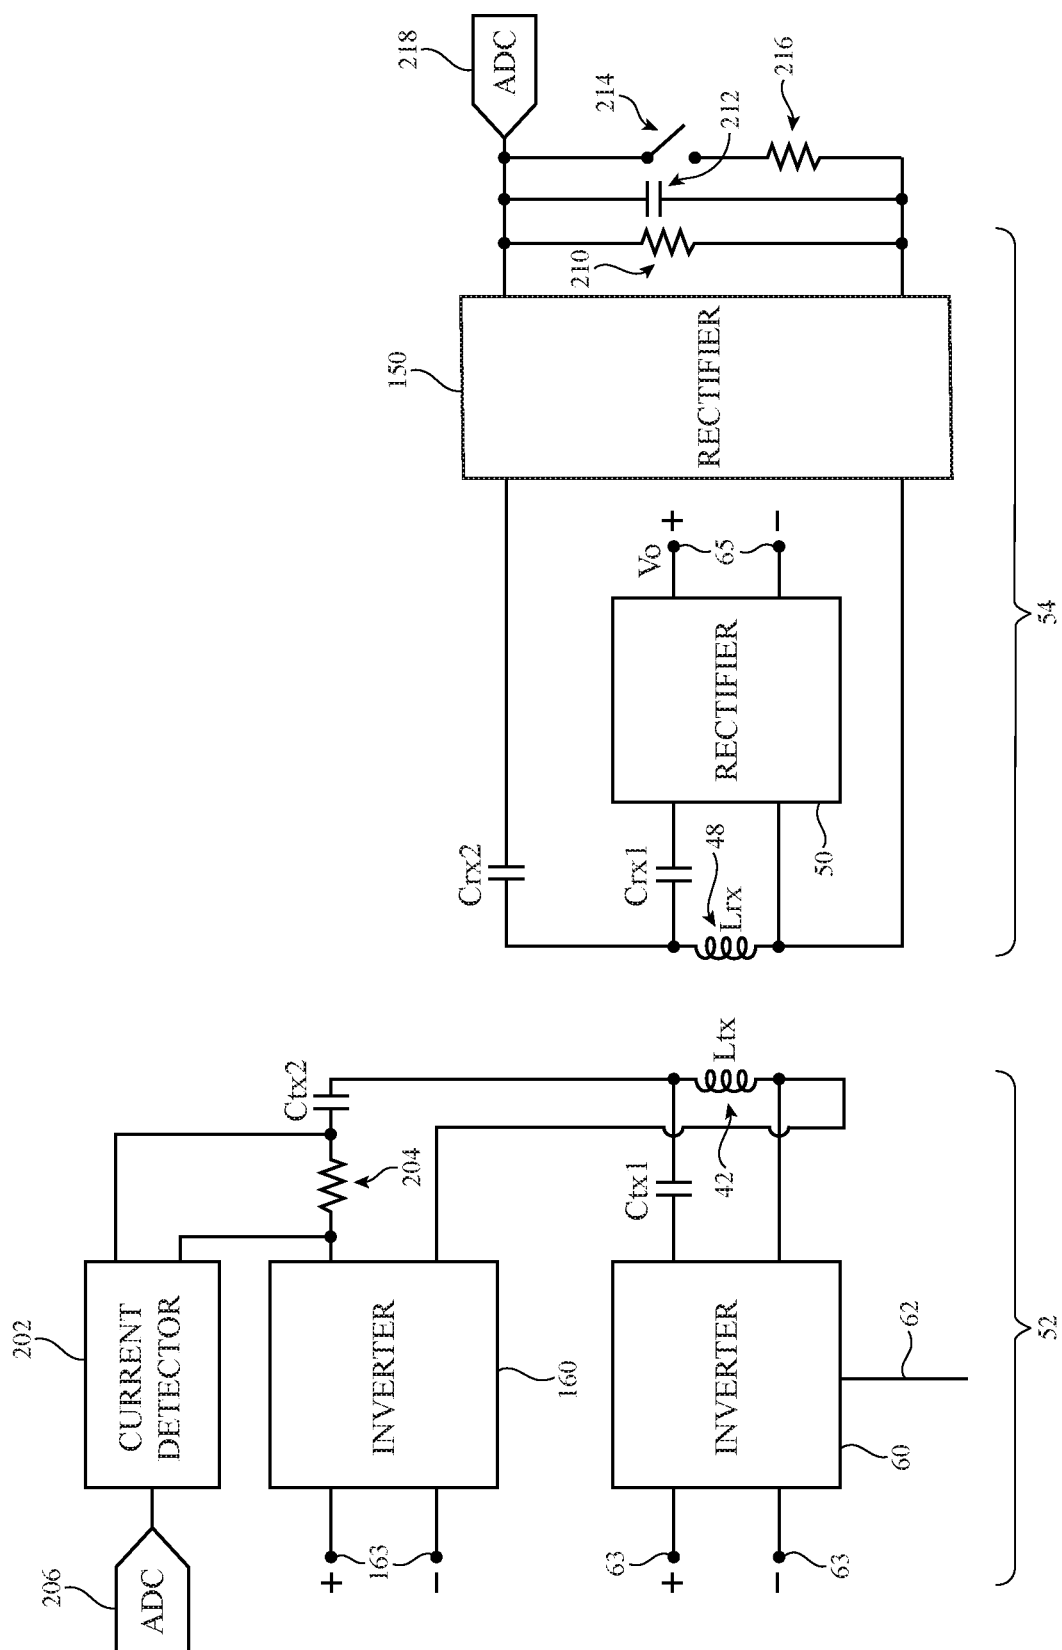 206
ADC
202
CURRENT
DETECTOR
+
163
−
INVERTER
160
204
Ctx2
63
+
63
−
INVERTER
60
62
Ctx1
42
Ltx
52
Crx2
Crx1
48
Lrx
50
RECTIFIER
Vo
+
65
−
150
RECTIFIER
218
ADC
210
212
214
216
54